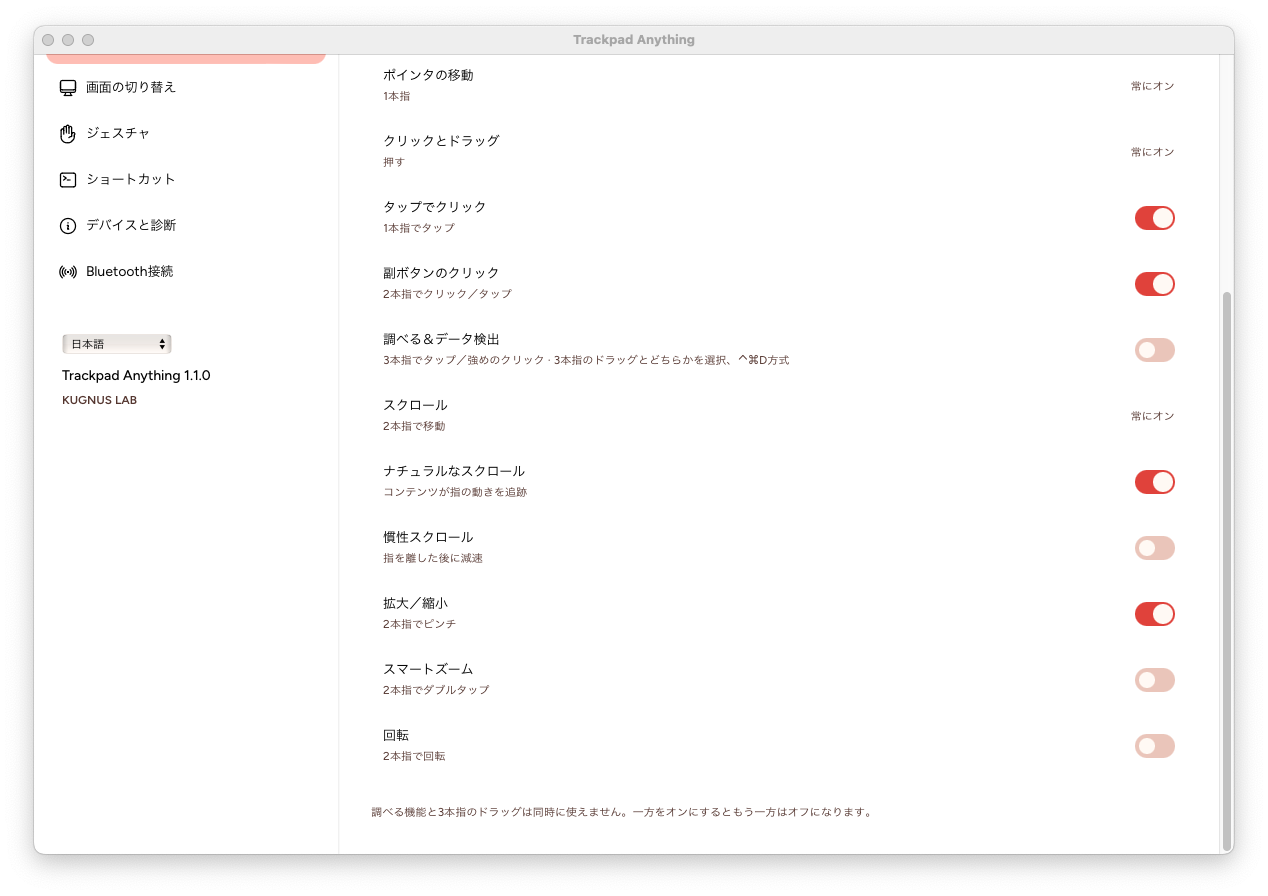 Trackpad Anything
画面の切り替え
ジェスチャ
ショートカット
デバイスと診断
Bluetooth接続
日本語
Trackpad Anything 1.1.0
KUGNUS LAB
ポインタの移動
1本指
常にオン
クリックとドラッグ
押す
常にオン
タップでクリック
1本指でタップ
副ボタンのクリック
2本指でクリック／タップ
調べる＆データ検出
3本指でタップ／強めのクリック · 3本指のドラッグとどちらかを選択、^⌘D方式
スクロール
2本指で移動
常にオン
ナチュラルなスクロール
コンテンツが指の動きを追跡
慣性スクロール
指を離した後に減速
拡大／縮小
2本指でピンチ
スマートズーム
2本指でダブルタップ
回転
2本指で回転
調べる機能と3本指のドラッグは同時に使えません。一方をオンにするともう一方はオフになります。